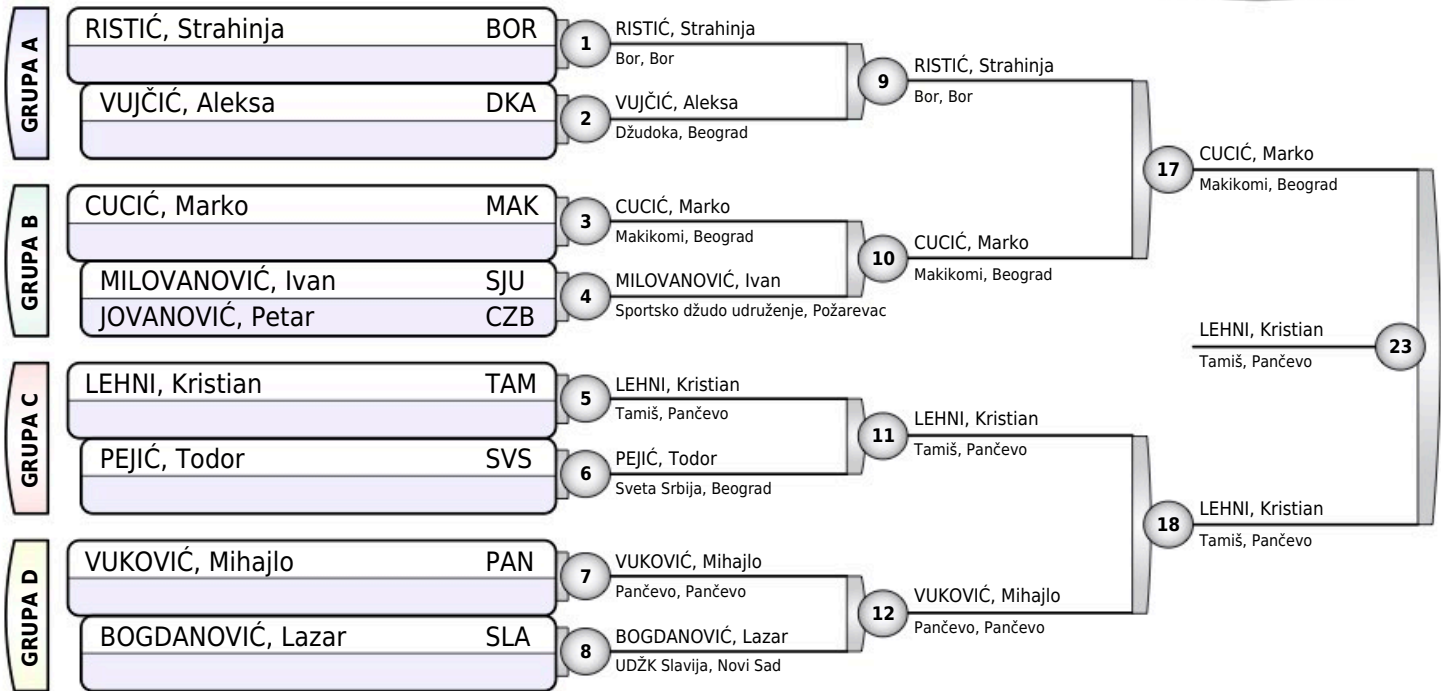 GRUPA A
RISTIĆ, Strahinja BOR
VUJČIĆ, Aleksa DKA
GRUPA B
CUCIĆ, Marko MAK
MILOVANOVIĆ, Ivan SJU
JOVANOVIĆ, Petar CZB
GRUPA C
LEHNI, Kristian TAM
PEJIĆ, Todor SVS
GRUPA D
VUKOVIĆ, Mihajlo PAN
BOGDANOVIĆ, Lazar SLA
1
RISTIĆ, Strahinja
Bor, Bor
2
VUJČIĆ, Aleksa
Džudoka, Beograd
3
CUCIĆ, Marko
Makikomi, Beograd
4
MILOVANOVIĆ, Ivan
Sportsko džudo udruženje, Požarevac
5
LEHNI, Kristian
Tamiš, Pančevo
6
PEJIĆ, Todor
Sveta Srbija, Beograd
7
VUKOVIĆ, Mihajlo
Pančevo, Pančevo
8
BOGDANOVIĆ, Lazar
UDŽK Slavija, Novi Sad
9
RISTIĆ, Strahinja
Bor, Bor
10
CUCIĆ, Marko
Makikomi, Beograd
11
LEHNI, Kristian
Tamiš, Pančevo
12
VUKOVIĆ, Mihajlo
Pančevo, Pančevo
17
CUCIĆ, Marko
Makikomi, Beograd
18
LEHNI, Kristian
Tamiš, Pančevo
LEHNI, Kristian
Tamiš, Pančevo
23